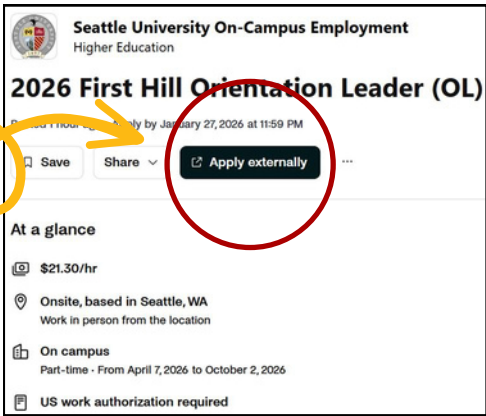 Seattle University On-Campus Employment
Higher Education
2026 First Hill Orientation Leader (OL)
1 hour Apply by January 27, 2026 at 11:59 PM
Save Share Apply externally ...
At a glance
$21.30/hr
Onsite, based in Seattle, WA
Work in person from the location
On campus
Part-time · From April 7, 2026 to October 2, 2026
US work authorization required